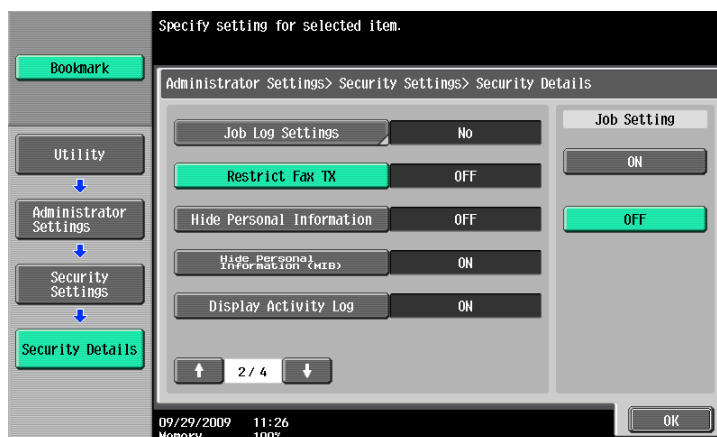 Specify setting for selected item.
Bookmark
Administrator Settings> Security Settings> Security Details
Utility
Administrator
Settings
Security
Settings
Security Details
Job Log Settings No
Restrict Fax TX OFF
Hide Personal Information OFF
Hide Personal
Information (MIB) ON
Display Activity Log ON
2/ 4
Job Setting
ON
OFF
09/29/2009 11:26
Memory 100%
OK